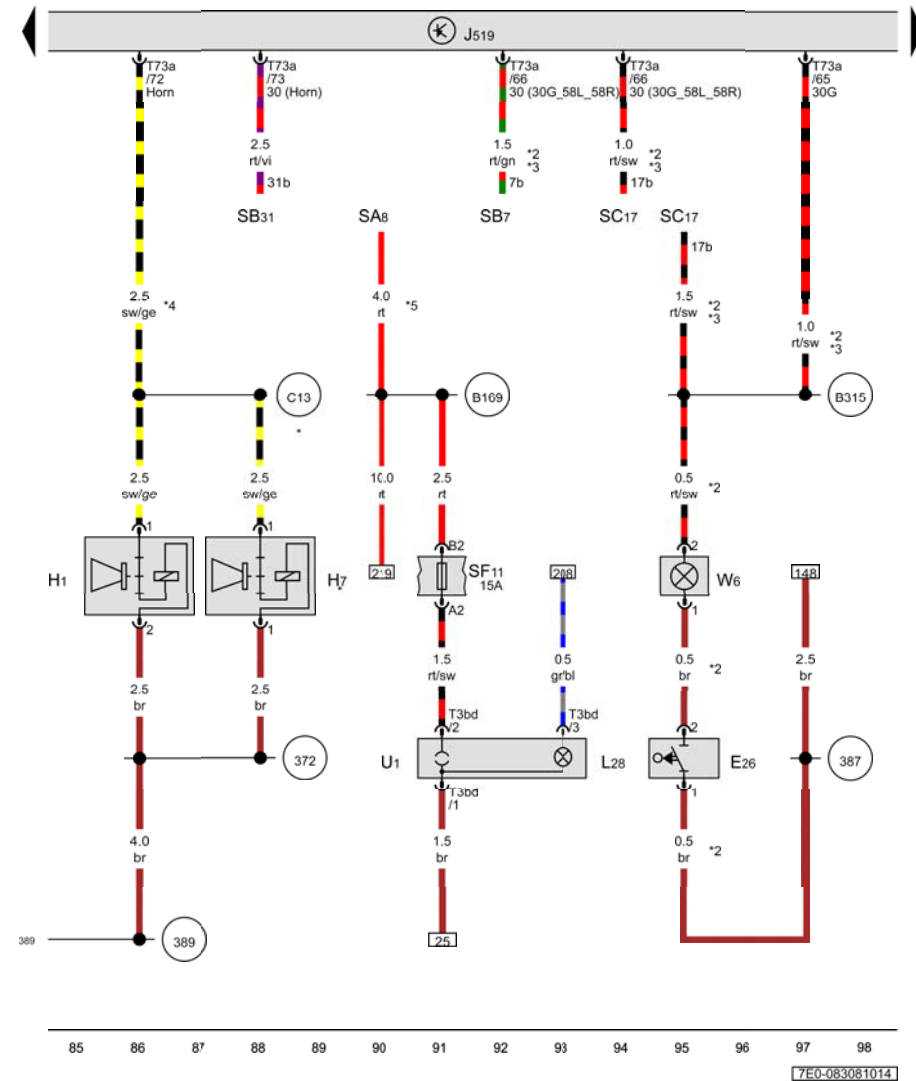 J519
T73a
/72
Horn
T73a
/73
30 (Horn)
T73a
/66
30 (30G_58L_58R)
T73a
/66
30 (30G_58L_58R)
T73a
/65
30G
2.5
rt/vi
31b
1.5
rt/gn
*2
*3
7b
1.0
rt/sw
*2
*3
17b
SB31
SA8
SB7
SC17
SC17
17b
2.5
sw/ge
*4
4.0
rt
*5
1.5
rt/sw
*2
*3
1.0
rt/sw
*2
*3
C13
*
B169
B315
2.5
sw/ge
2.5
sw/ge
10.0
rt
2.5
rt
0.5
rt/sw
*2
1
1
B2
2
H1
H7
*
219
SF11
15A
208
W6
148
2
1
A2
1
2.5
br
2.5
br
1.5
rt/sw
0.5
gr/bl
0.5
br
*2
2.5
br
T3bd
/2
T3bd
/3
2
372
U1
L28
E26
387
T3bd
/1
1
4.0
br
1.5
br
0.5
br
*2
389
389
25
85 86 87 88 89 90 91 92 93 94 95 96 97 98
7E0-083081014